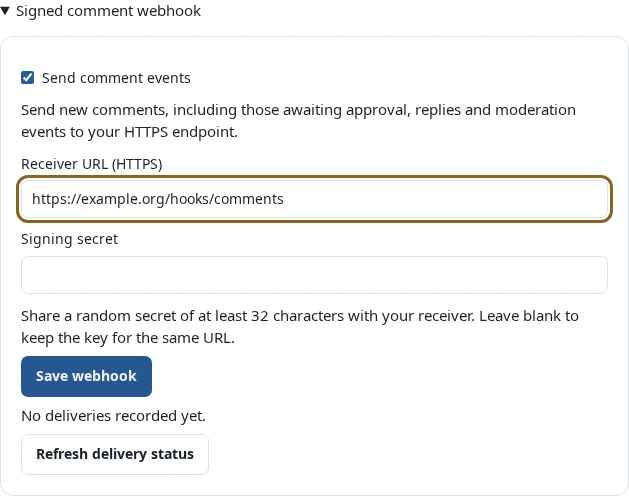 Signed comment webhook
Send comment events
Send new comments, including those awaiting approval, replies and moderation
events to your HTTPS endpoint.
Receiver URL (HTTPS)
https://example.org/hooks/comments
Signing secret
Share a random secret of at least 32 characters with your receiver. Leave blank to
keep the key for the same URL.
Save webhook
No deliveries recorded yet.
Refresh delivery status